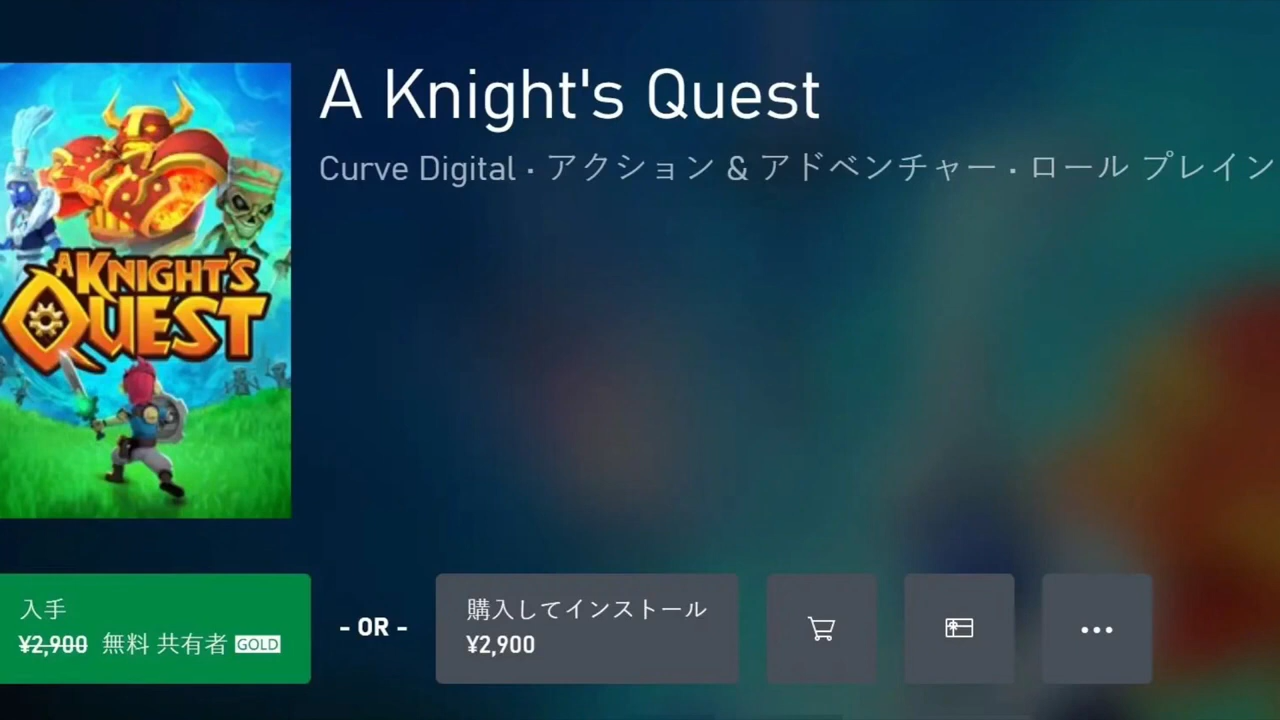 A Knight's Quest
Curve Digital · アクション & アドベンチャー · ロール プレイン
A KNIGHT'S
QUEST
入手
¥2,900 無料 共有者 GOLD
- OR -
購入してインストール
¥2,900